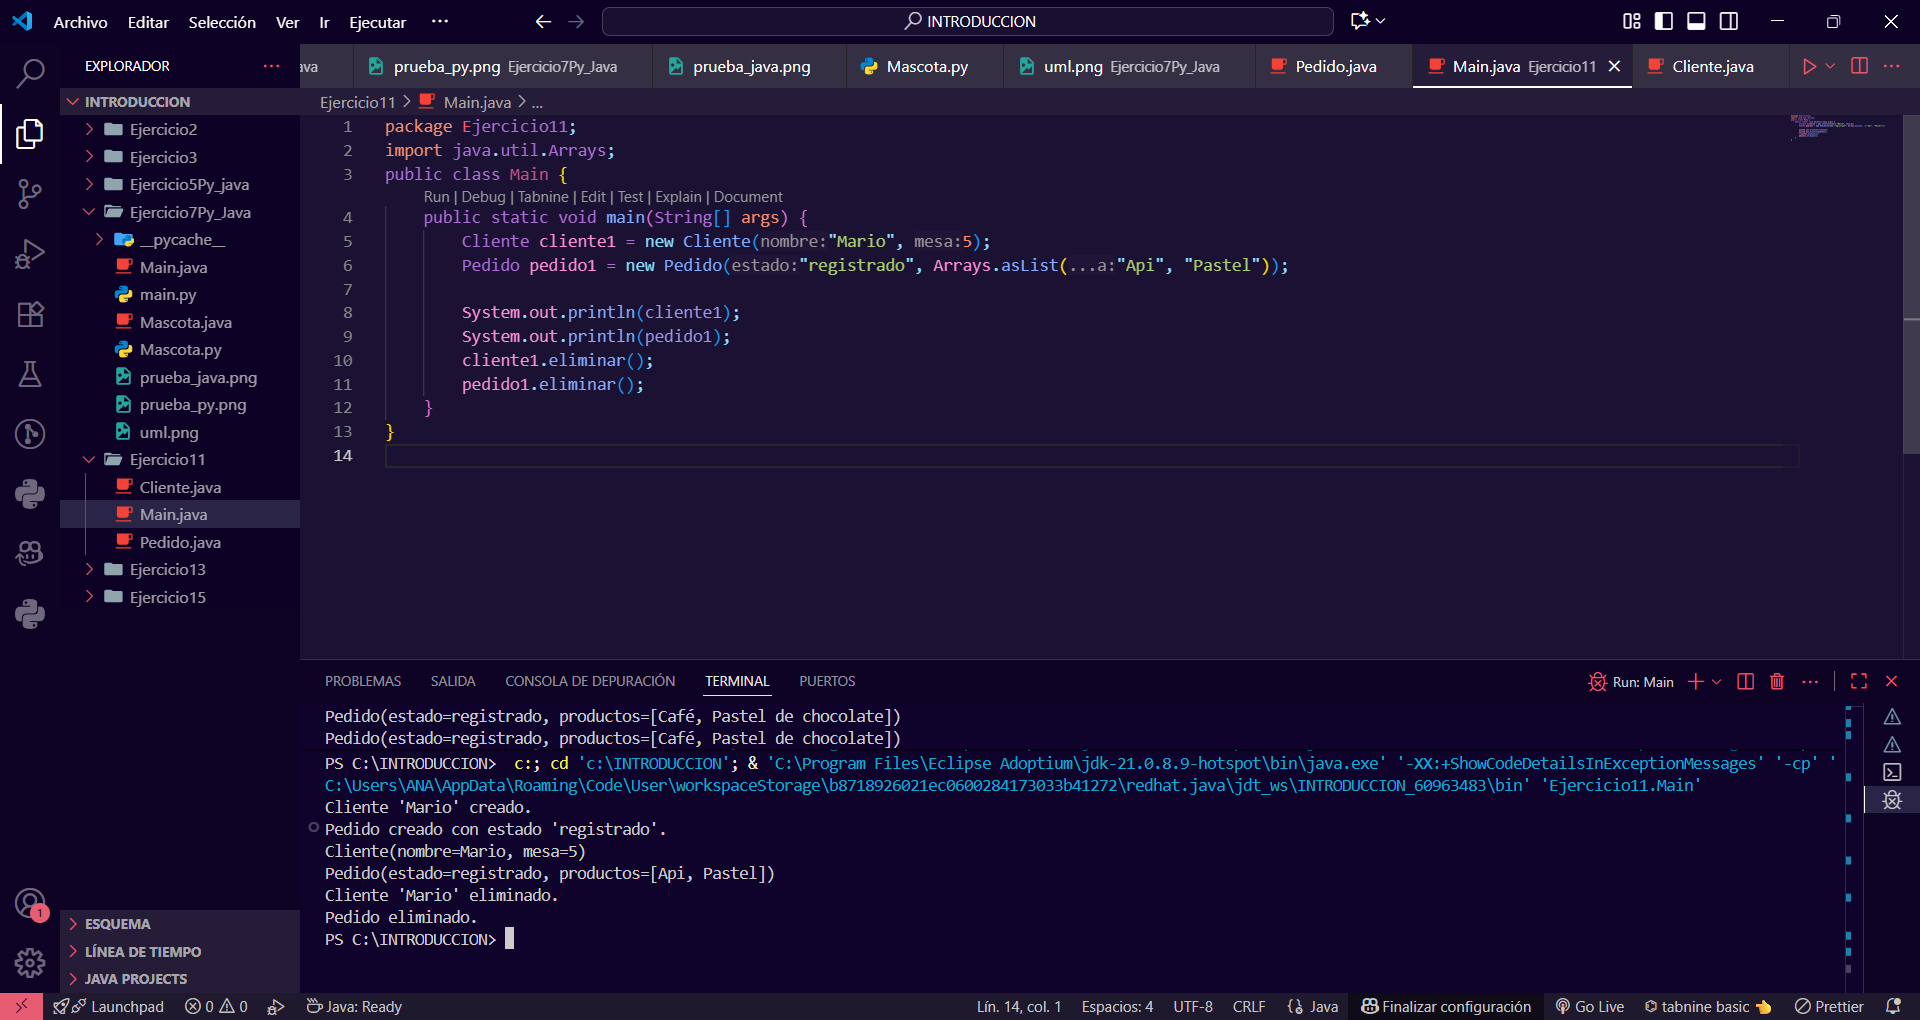 Archivo Editar Selección Ver Ir Ejecutar ···
INTRODUCCION
EXPLORADOR ···
INTRODUCCION
Ejercicio2
Ejercicio3
Ejercicio5Py_java
Ejercicio7Py_Java
__pycache__
Main.java
main.py
Mascota.java
Mascota.py
prueba_java.png
prueba_py.png
uml.png
Ejercicio11
Cliente.java
Main.java
Pedido.java
Ejercicio13
Ejercicio15
ESQUEMA
LÍNEA DE TIEMPO
JAVA PROJECTS
ava prueba_py.png Ejercicio7Py_Java prueba_java.png Mascota.py uml.png Ejercicio7Py_Java Pedido.java Main.java Ejercicio11 Cliente.java
Ejercicio11 > Main.java > ...
1 package Ejercicio11;
2 import java.util.Arrays;
3 public class Main {
Run | Debug | Tabnine | Edit | Test | Explain | Document
4 public static void main(String[] args) {
5 Cliente cliente1 = new Cliente(nombre:"Mario", mesa:5);
6 Pedido pedido1 = new Pedido(estado:"registrado", Arrays.asList(...a:"Api", "Pastel"));
7
8 System.out.println(cliente1);
9 System.out.println(pedido1);
10 cliente1.eliminar();
11 pedido1.eliminar();
12 }
13 }
14
PROBLEMAS SALIDA CONSOLA DE DEPURACIÓN TERMINAL PUERTOS
Run: Main
Pedido(estado=registrado, productos=[Café, Pastel de chocolate])
Pedido(estado=registrado, productos=[Café, Pastel de chocolate])
PS C:\INTRODUCCION>  c:; cd 'c:\INTRODUCCION'; & 'C:\Program Files\Eclipse Adoptium\jdk-21.0.8.9-hotspot\bin\java.exe' '-XX:+ShowCodeDetailsInExceptionMessages' '-cp' '
C:\Users\ANA\AppData\Roaming\Code\User\workspaceStorage\b8718926021ec0600284173033b41272\redhat.java\jdt_ws\INTRODUCCION_60963483\bin' 'Ejercicio11.Main'
Cliente 'Mario' creado.
Pedido creado con estado 'registrado'.
Cliente(nombre=Mario, mesa=5)
Pedido(estado=registrado, productos=[Api, Pastel])
Cliente 'Mario' eliminado.
Pedido eliminado.
PS C:\INTRODUCCION>
1
Launchpad 0 0 Java: Ready Lín. 14, col. 1 Espacios: 4 UTF-8 CRLF {} Java Finalizar configuración Go Live tabnine basic Prettier